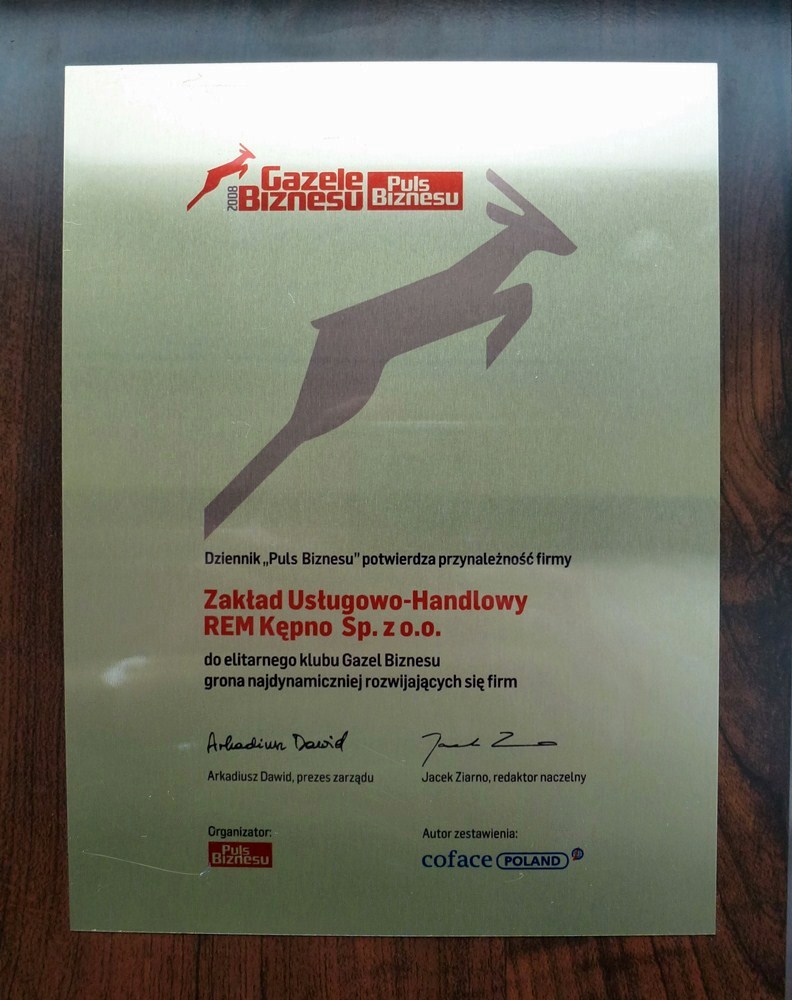 2008
Gazele
Biznesu
Puls
Biznesu
Dziennik „Puls Biznesu” potwierdza przynależność firmy
Zakład Usługowo-Handlowy
REM Kępno Sp. z o.o.
do elitarnego klubu Gazel Biznesu
grona najdynamiczniej rozwijających się firm
Arkadiusz Dawid
Arkadiusz Dawid, prezes zarządu
Jacek Ziarno, redaktor naczelny
Organizator:
Puls
Biznesu
Autor zestawienia:
coface POLAND